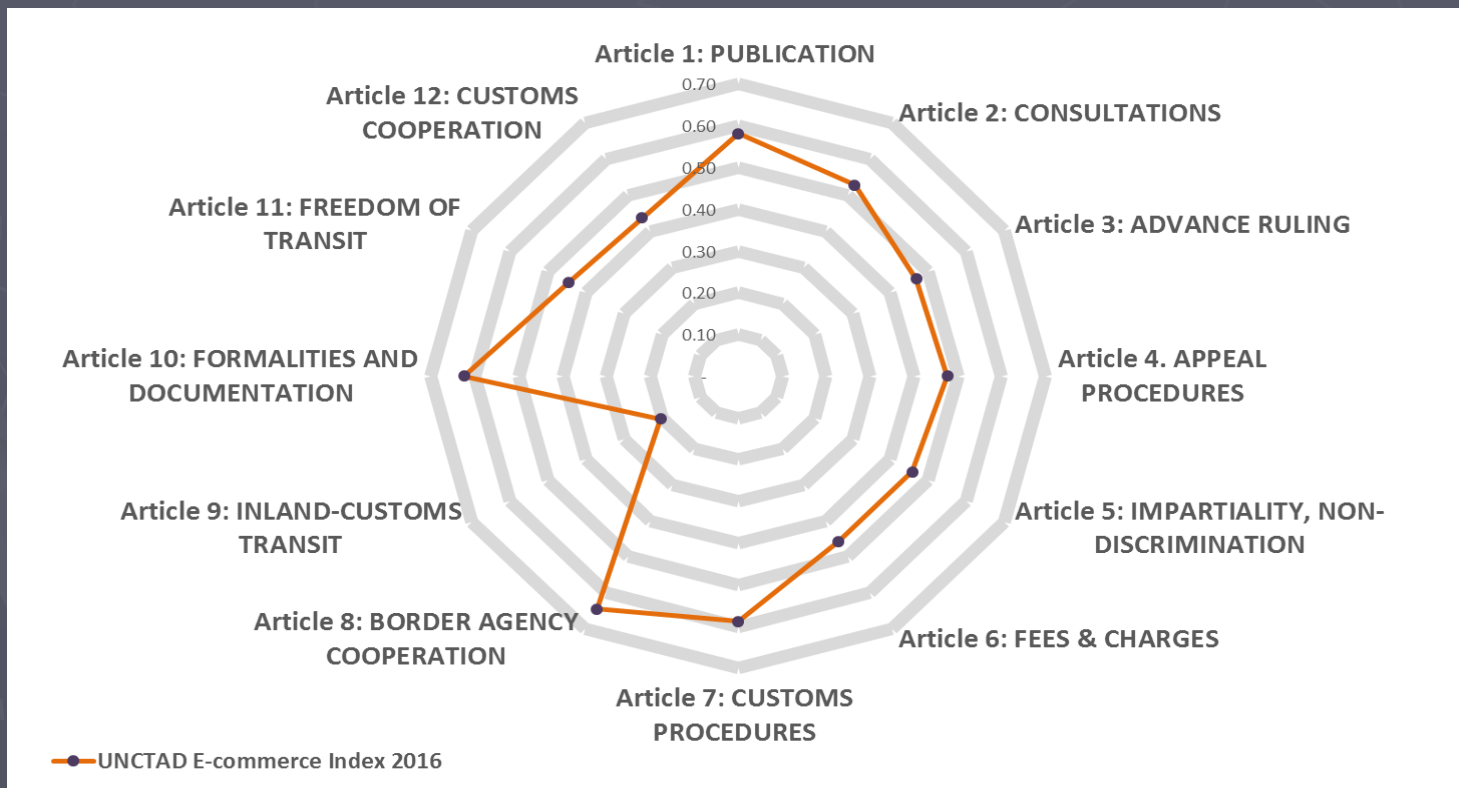 Article 1: PUBLICATION
Article 2: CONSULTATIONS
Article 3: ADVANCE RULING
Article 4. APPEAL
PROCEDURES
Article 5: IMPARTIALITY, NON-
DISCRIMINATION
Article 6: FEES & CHARGES
Article 7: CUSTOMS
PROCEDURES
Article 8: BORDER AGENCY
COOPERATION
Article 9: INLAND-CUSTOMS
TRANSIT
Article 10: FORMALITIES AND
DOCUMENTATION
Article 11: FREEDOM OF
TRANSIT
Article 12: CUSTOMS
COOPERATION
0.70
0.60
0.50
0.40
0.30
0.20
0.10
-
UNCTAD E-commerce Index 2016